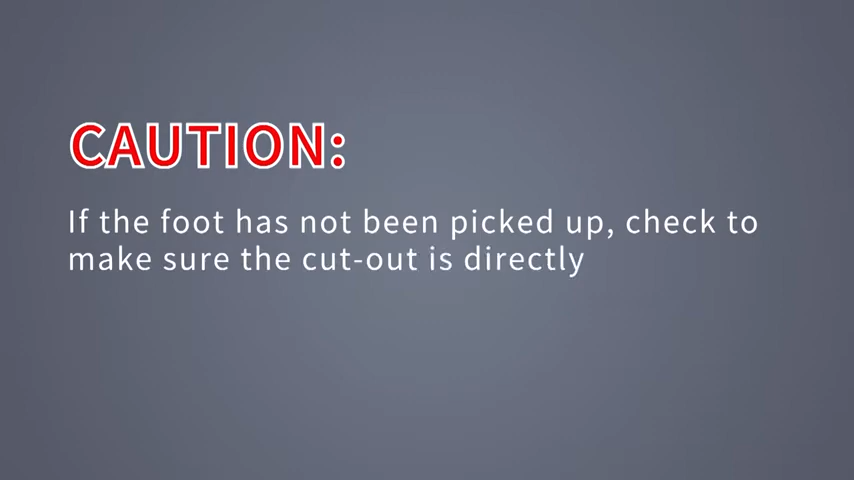 CAUTION:
If the foot has not been picked up, check to
make sure the cut-out is directly